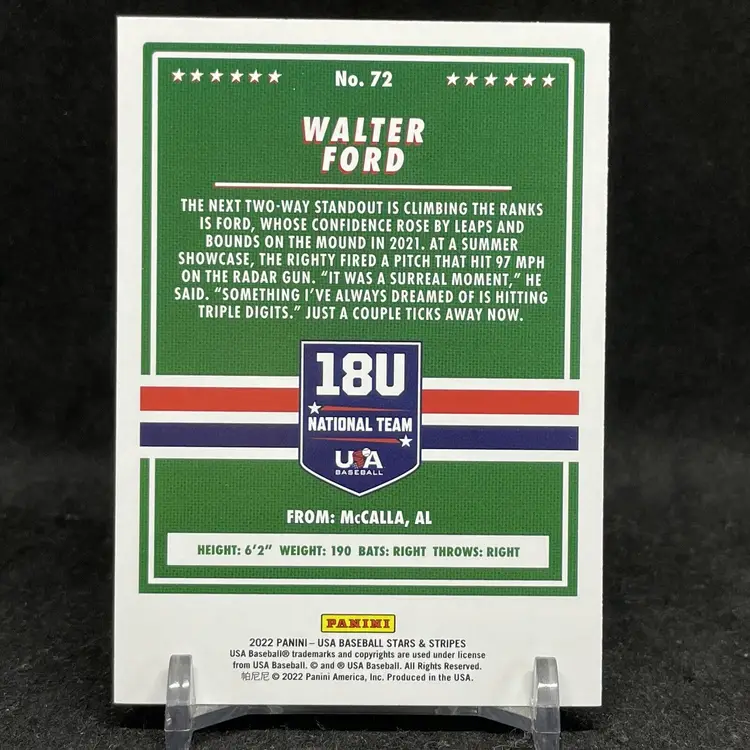 No. 72
WALTER
FORD
THE NEXT TWO-WAY STANDOUT IS CLIMBING THE RANKS
IS FORD, WHOSE CONFIDENCE ROSE BY LEAPS AND
BOUNDS ON THE MOUND IN 2021. AT A SUMMER
SHOWCASE, THE RIGHTY FIRED A PITCH THAT HIT 97 MPH
ON THE RADAR GUN. “IT WAS A SURREAL MOMENT,” HE
SAID. “SOMETHING I’VE ALWAYS DREAMED OF IS HITTING
TRIPLE DIGITS.” JUST A COUPLE TICKS AWAY NOW.
18U
NATIONAL TEAM
USA
BASEBALL
FROM: McCALLA, AL
HEIGHT: 6’2” WEIGHT: 190 BATS: RIGHT THROWS: RIGHT
PANINI
2022 PANINI – USA BASEBALL STARS & STRIPES
USA Baseball® trademarks and copyrights are used under license
from USA Baseball. © and ® USA Baseball. All Rights Reserved.
帕尼尼 © 2022 Panini America, Inc. Produced in the USA.